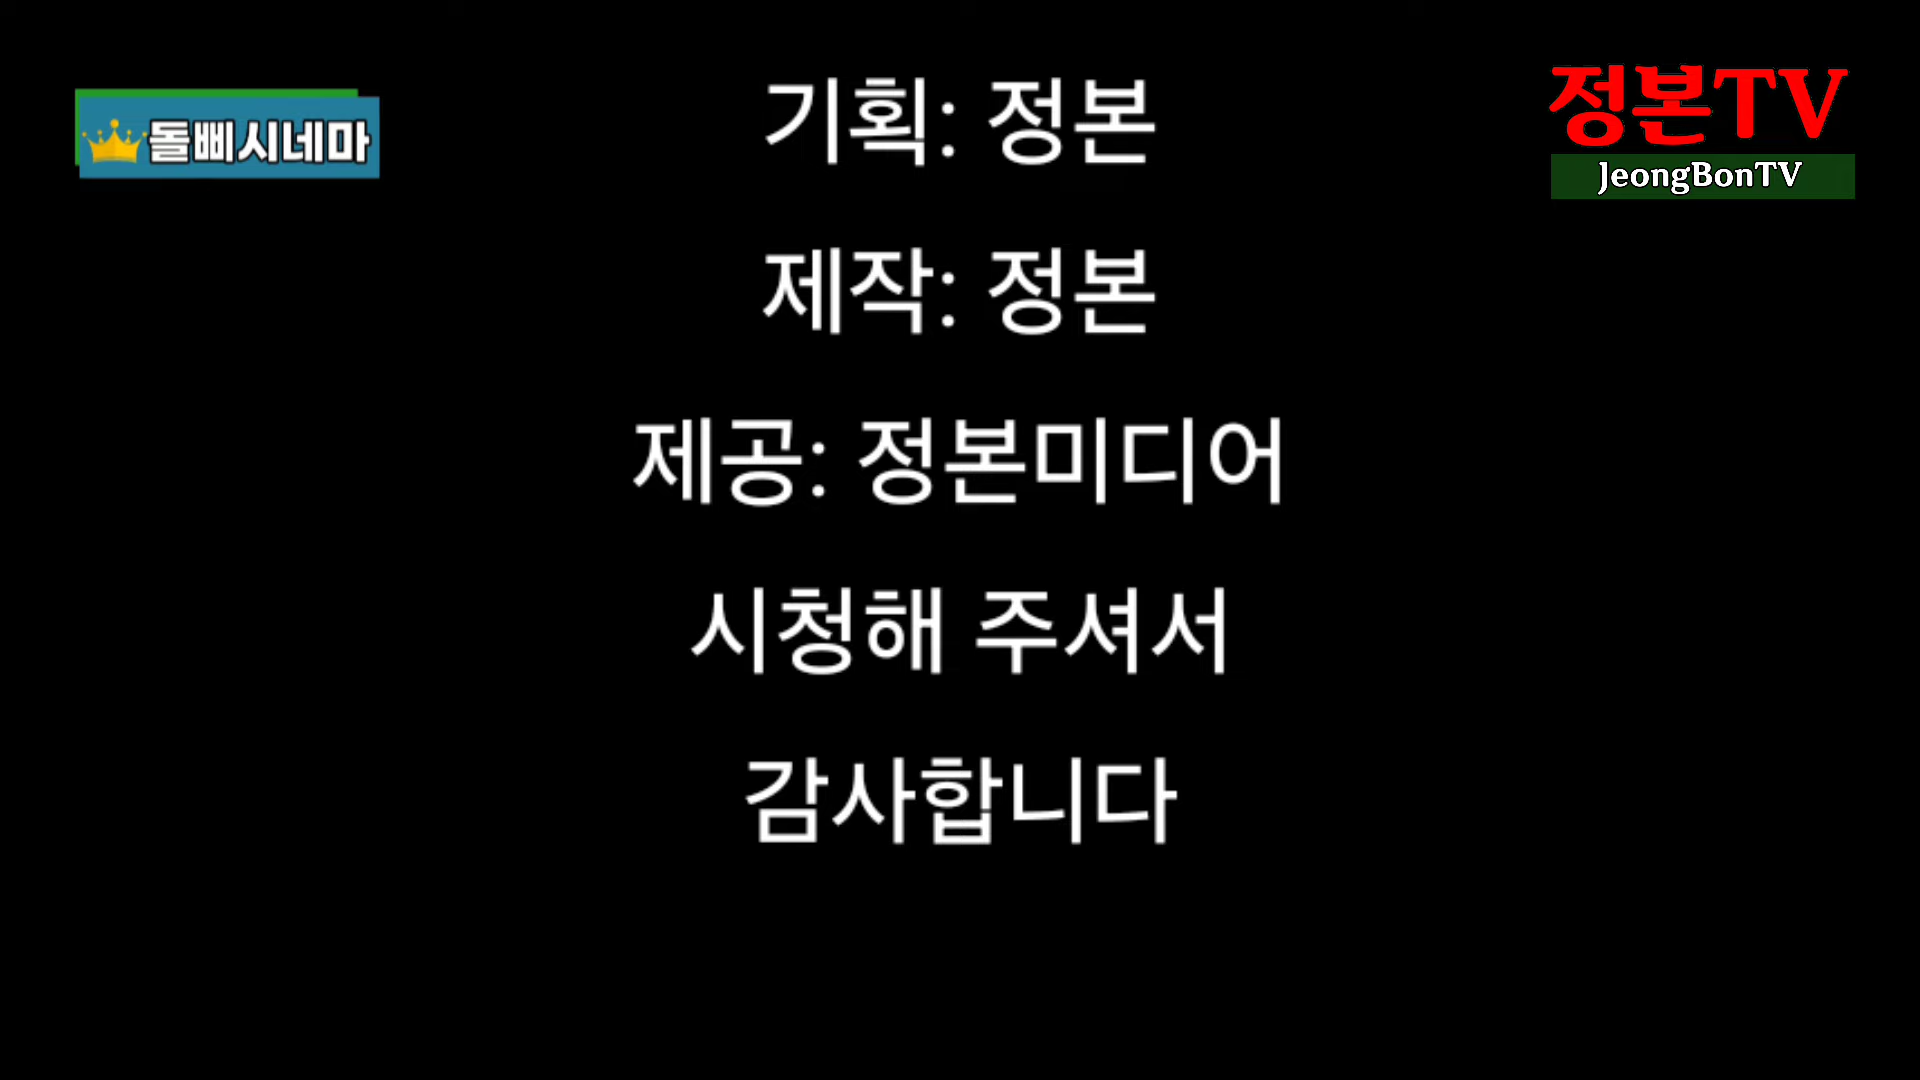 돌삐시네마
정본TV
JeongBonTV
기획: 정본
제작: 정본
제공: 정본미디어
시청해 주셔서
감사합니다